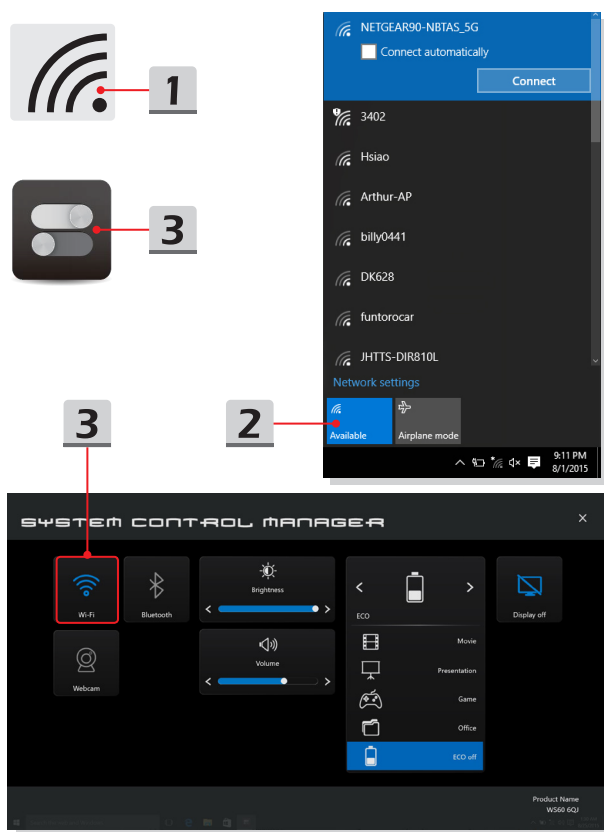 1
3
NETGEAR90-NBTAS_5G
Connect automatically
Connect
3402
Hsiao
Arthur-AP
billy0441
DK628
funtorocar
JHTTS-DIR810L
Network settings
Available
Airplane mode
9:11 PM
8/1/2015
3
2
SYSTEM CONTROL MANAGER
Wi-Fi
Bluetooth
Brightness
ECO
Display off
Webcam
Volume
Movie
Presentation
Game
Office
ECO off
Product Name
WS60 6QJ